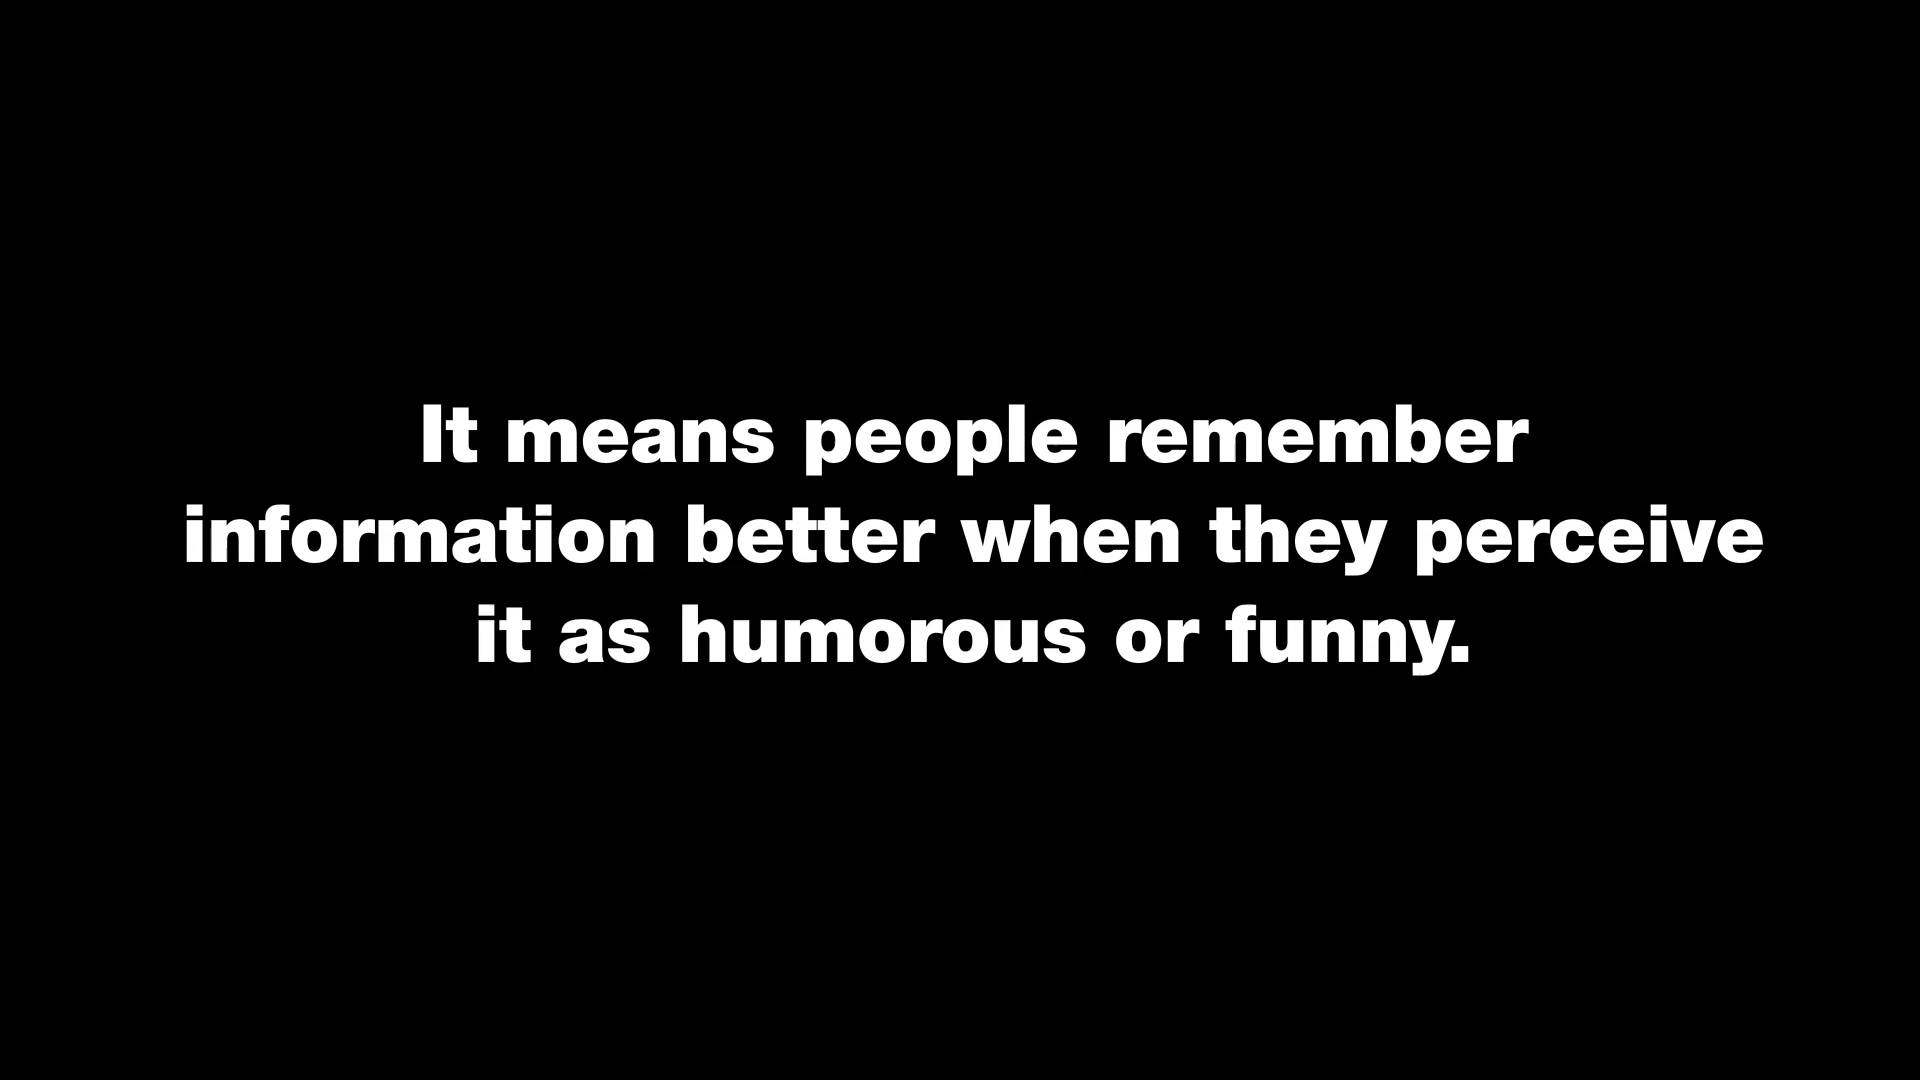 It means people remember
information better when they perceive
it as humorous or funny.